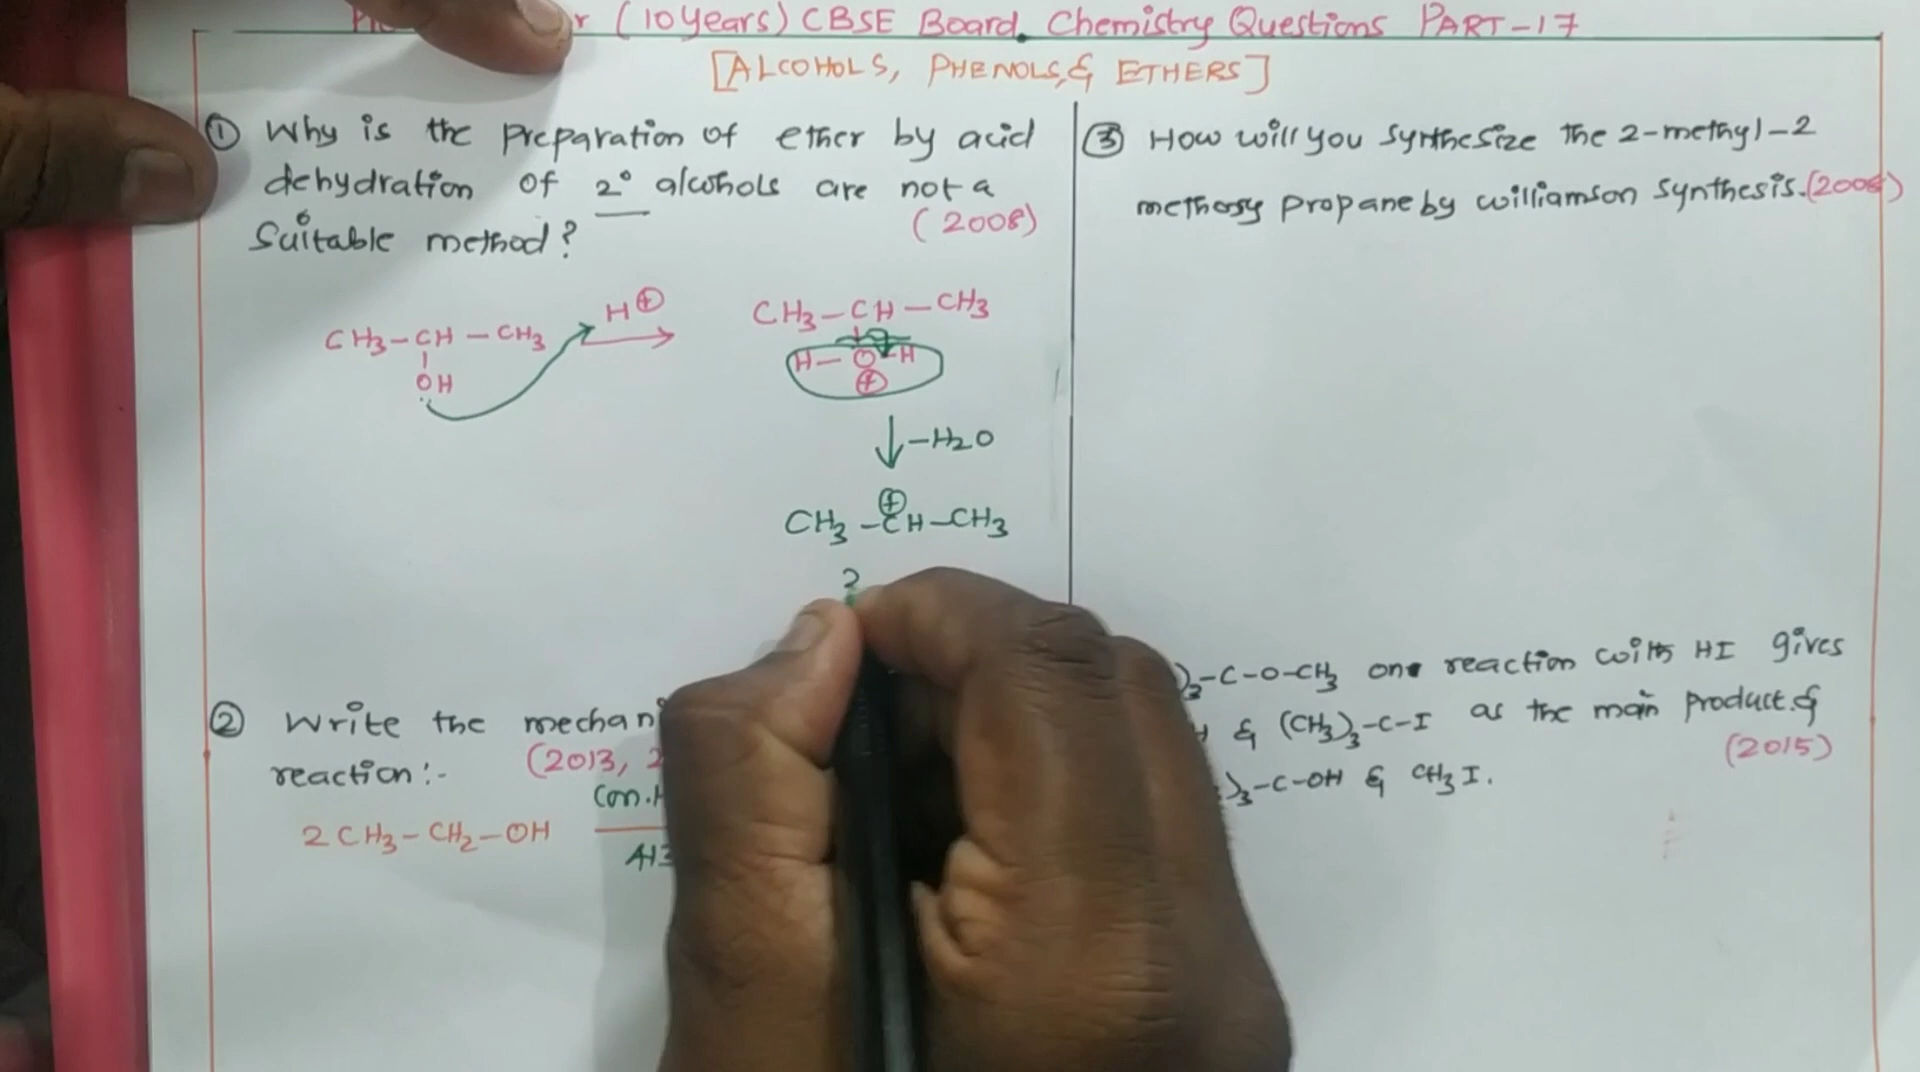 (10 years) CBSE Board Chemistry Questions PART-17
[ALCOHOLS, PHENOLS, & ETHERS]
① Why is the preparation of ether by acid
dehydration of 2° alcohols are not a
Suitable method?
(2008)
CH3-CH-CH3
OH
H⊕
CH3-CH-CH3
H-O-H
⊕
-H2O
⊕
CH3-CH-CH3
2
② Write the
reaction:-
(2013,
2CH3-CH2-OH
③ How will you synthesize the 2-methyl-2
methoxy propane by williamson synthesis.(2008)
)3-C-O-CH3 on reaction with HI gives
& (CH3)3-C-I as the main product &
(2015)
)3-C-OH & CH3I.